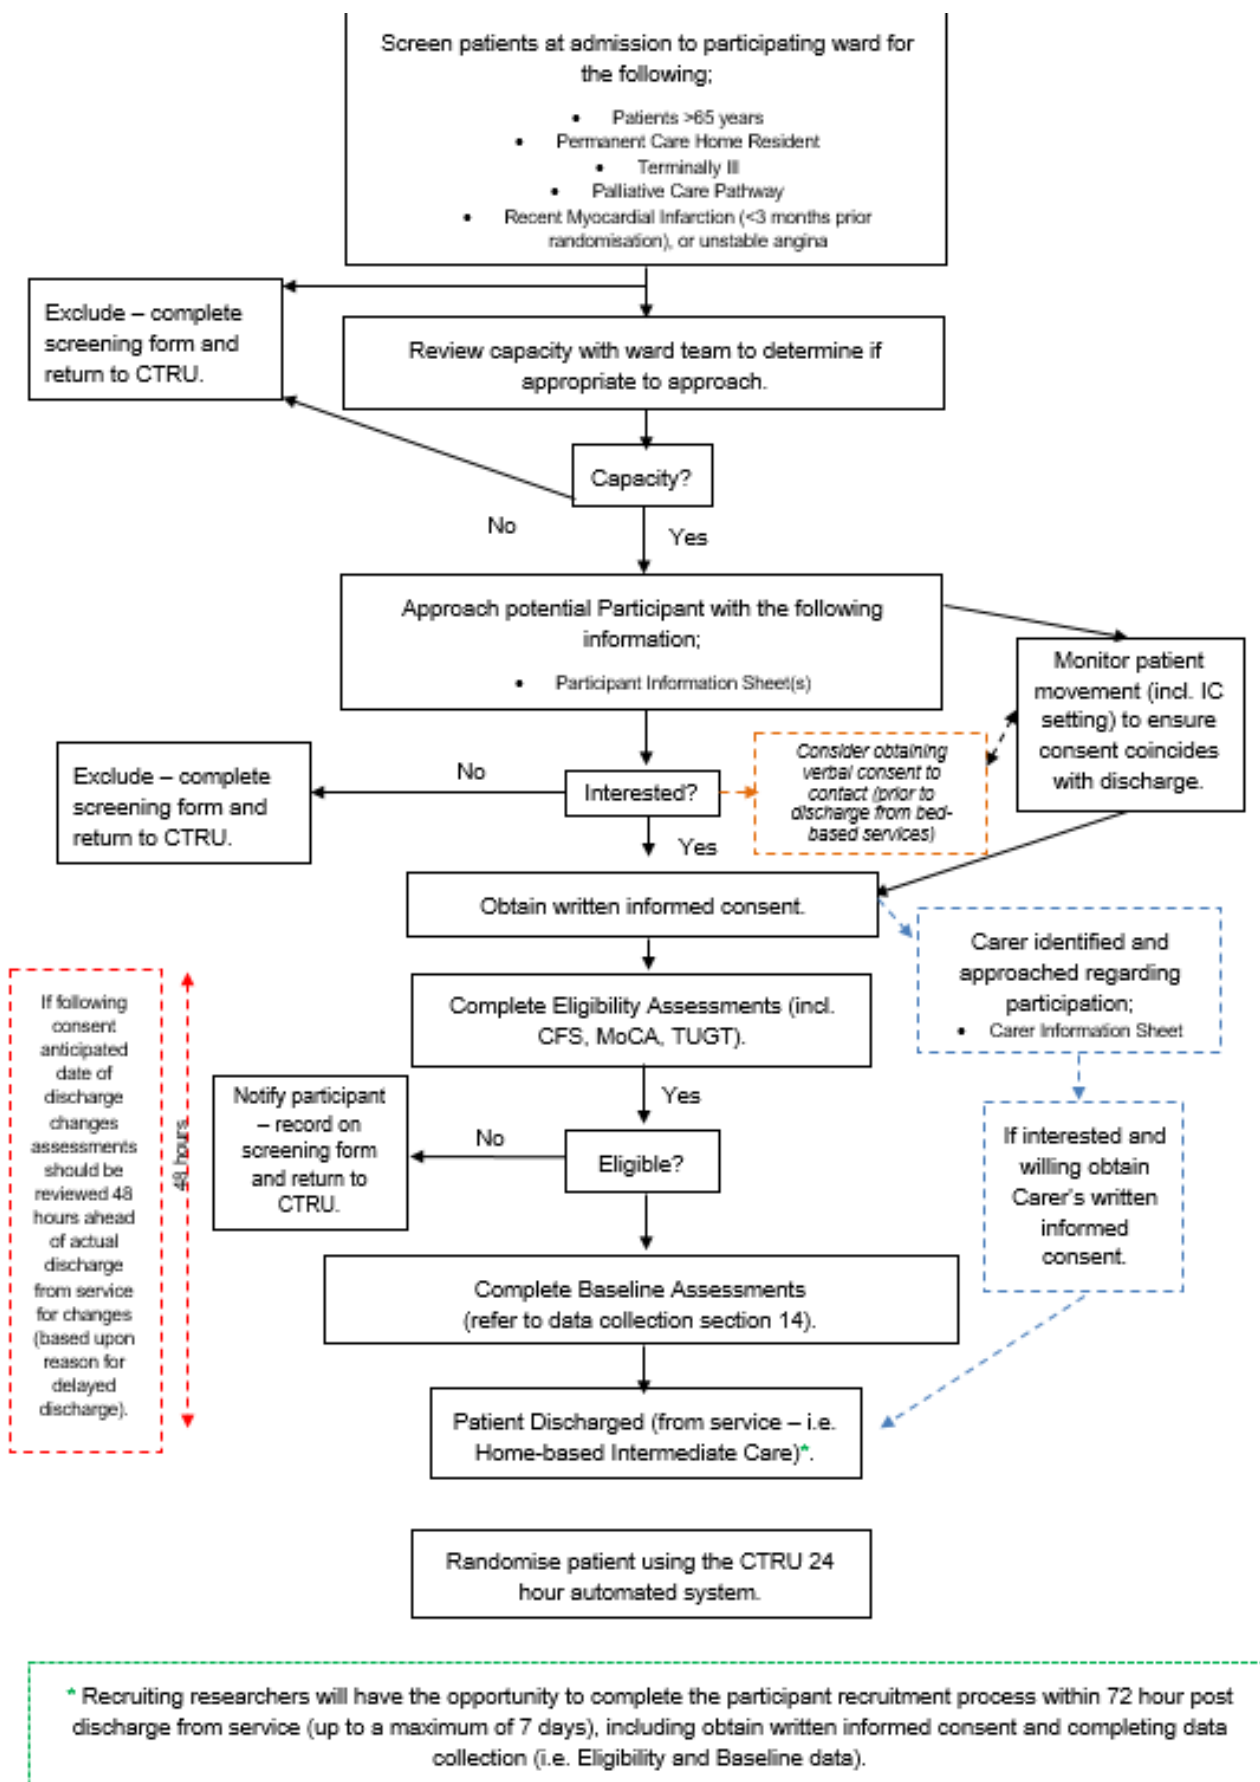 Screen patients at admission to participating ward for
the following;
• Patients >65 years
• Permanent Care Home Resident
• Terminally Ill
• Palliative Care Pathway
• Recent Myocardial Infarction (<3 months prior
randomisation), or unstable angina
Exclude – complete
screening form and
return to CTRU.
Review capacity with ward team to determine if
appropriate to approach.
Capacity?
No
Yes
Approach potential Participant with the following
information;
• Participant Information Sheet(s)
Monitor patient
movement (incl. IC
setting) to ensure
consent coincides
with discharge.
Exclude – complete
screening form and
return to CTRU.
No
Interested?
Consider obtaining
verbal consent to
contact (prior to
discharge from bed-
based services)
Yes
Obtain written informed consent.
Carer identified and
approached regarding
participation;
• Carer Information Sheet
If following
consent
anticipated
date of
discharge
changes
assessments
should be
reviewed 48
hours ahead
of actual
discharge
from service
for changes
(based upon
reason for
delayed
discharge).
48 hours
Complete Eligibility Assessments (incl.
CFS, MoCA, TUGT).
Yes
Notify participant
– record on
screening form
and return to
CTRU.
No
Eligible?
If interested and
willing obtain
Carer's written
informed
consent.
Complete Baseline Assessments
(refer to data collection section 14).
Patient Discharged (from service – i.e.
Home-based Intermediate Care)*.
Randomise patient using the CTRU 24
hour automated system.
* Recruiting researchers will have the opportunity to complete the participant recruitment process within 72 hour post
discharge from service (up to a maximum of 7 days), including obtain written informed consent and completing data
collection (i.e. Eligibility and Baseline data).